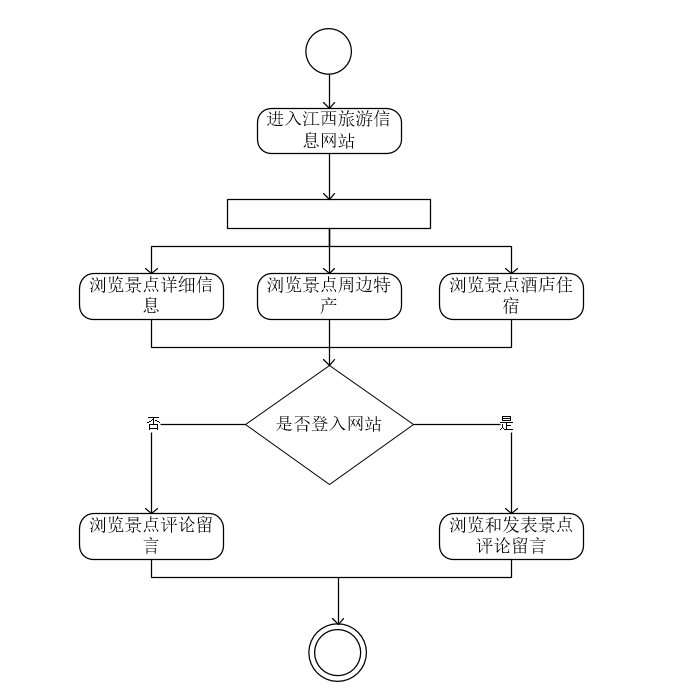 进入江西旅游信
息网站
浏览景点详细信
息
浏览景点周边特
产
浏览景点酒店住
宿
是否登入网站
否
是
浏览景点评论留
言
浏览和发表景点
评论留言